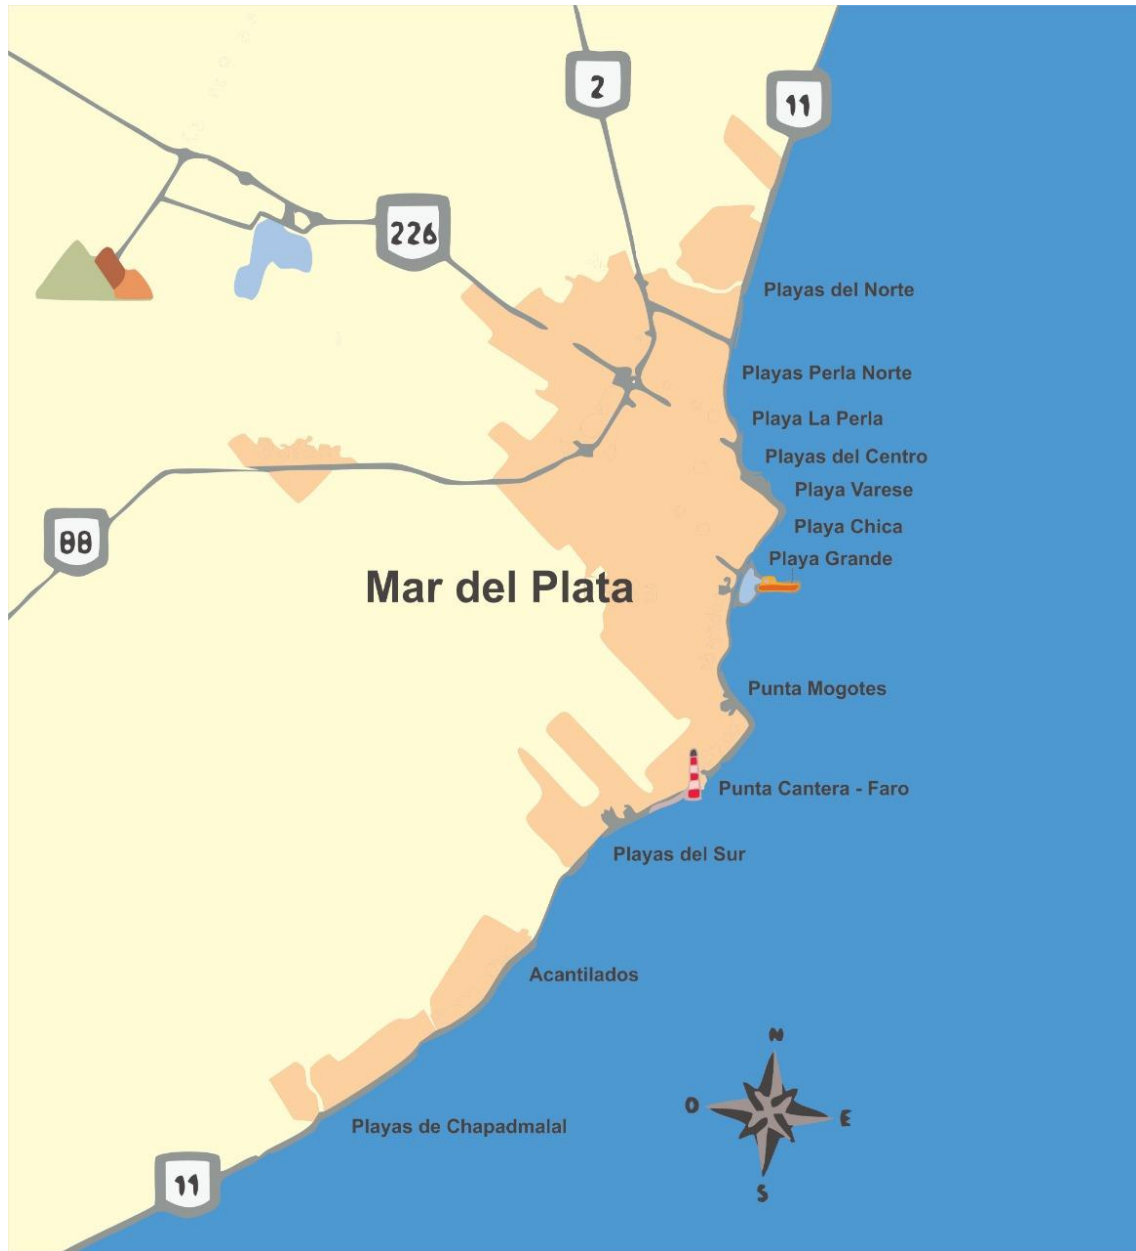 2
11
226
Playas del Norte
Playas Perla Norte
Playa La Perla
Playas del Centro
Playa Varese
Playa Chica
88
Playa Grande
Mar del Plata
Punta Mogotes
Punta Cantera - Faro
Playas del Sur
Acantilados
N
O
E
S
Playas de Chapadmalal
11